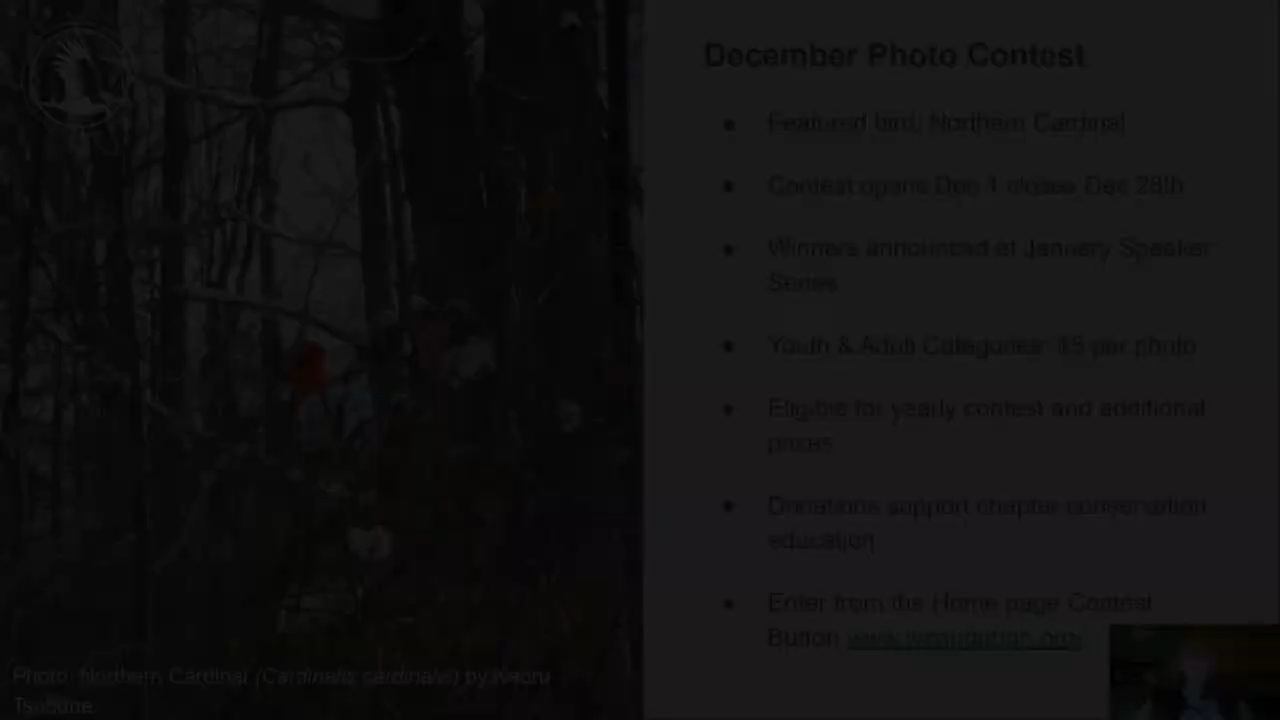 December Photo Contest
Featured bird: Northern Cardinal
Contest opens Dec 1 closes Dec 28th
Winners announced at January Speaker
Series
Youth & Adult Categories: $5 per photo
Eligible for yearly contest and additional
prizes
Donations support chapter conservation
education
Enter from the Home page Contest
Button
Photo: Northern Cardinal (Cardinalis cardinalis) by Kaoru